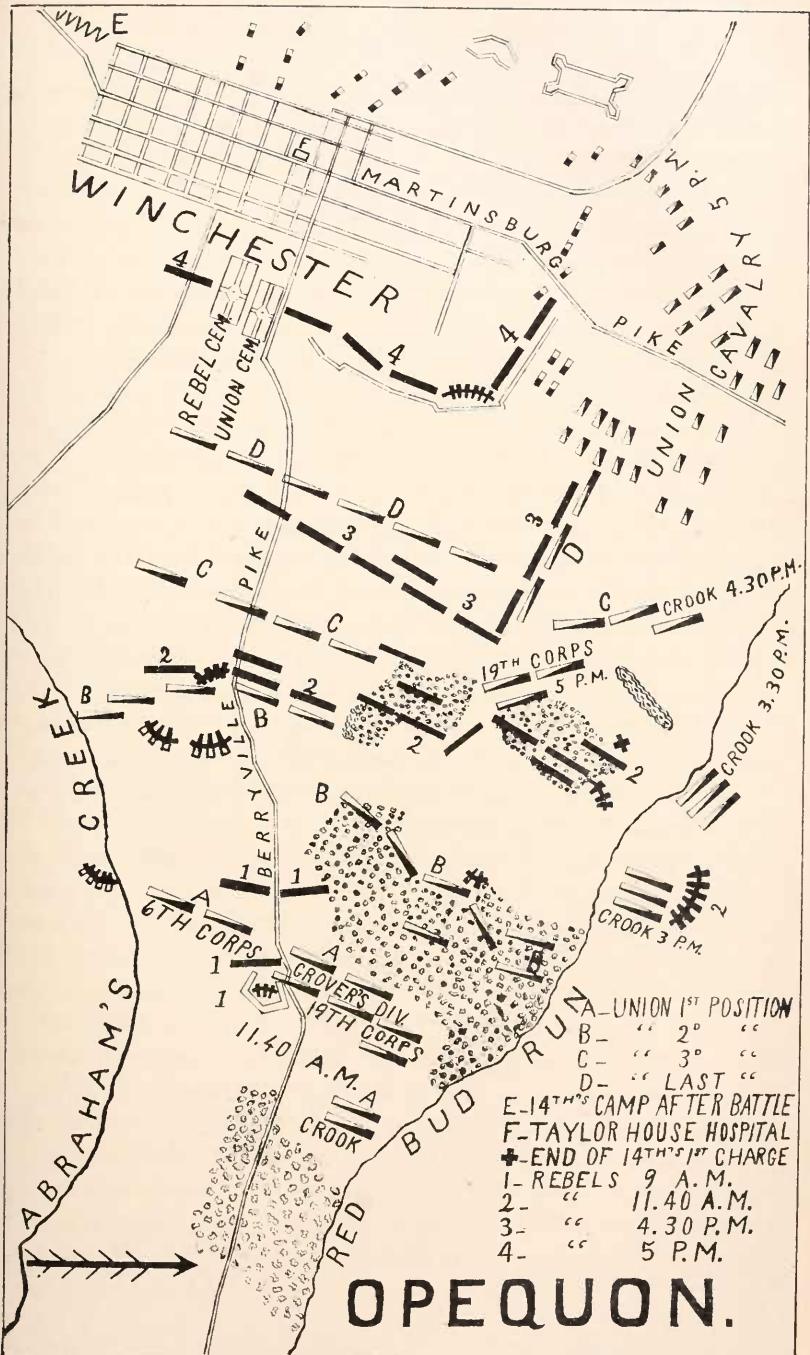 E
F
MARTINSBURG
PIKE
WINCHESTER
UNION CAVALRY 5 P.M.
4
REBEL CEM.
UNION CEM.
4
4
D
D
3
3
3
D
PIKE
BERRYVILLE
C
C
C
CROOK 4.30 P.M.
2
B
B
2
2
19TH CORPS
5 P.M.
2
CROOK 3.30 P.M.
ABRAHAM'S CREEK
B
B
1
1
A
6TH CORPS
CROOK 3 P.M.
2
1
1
A
GROVER'S DIV.
19TH CORPS
B
11.40 A.M.
A
CROOK
RED BUD RUN
A- UNION 1ST POSITION
B- “ 2D “
C- “ 3D “
D- “ LAST “
E-14TH'S CAMP AFTER BATTLE
F-TAYLOR HOUSE HOSPITAL
✚-END OF 14TH'S 1ST CHARGE
1- REBELS 9 A.M.
2- “ 11.40 A.M.
3- “ 4.30 P.M.
4- “ 5 P.M.
OPEQUON.